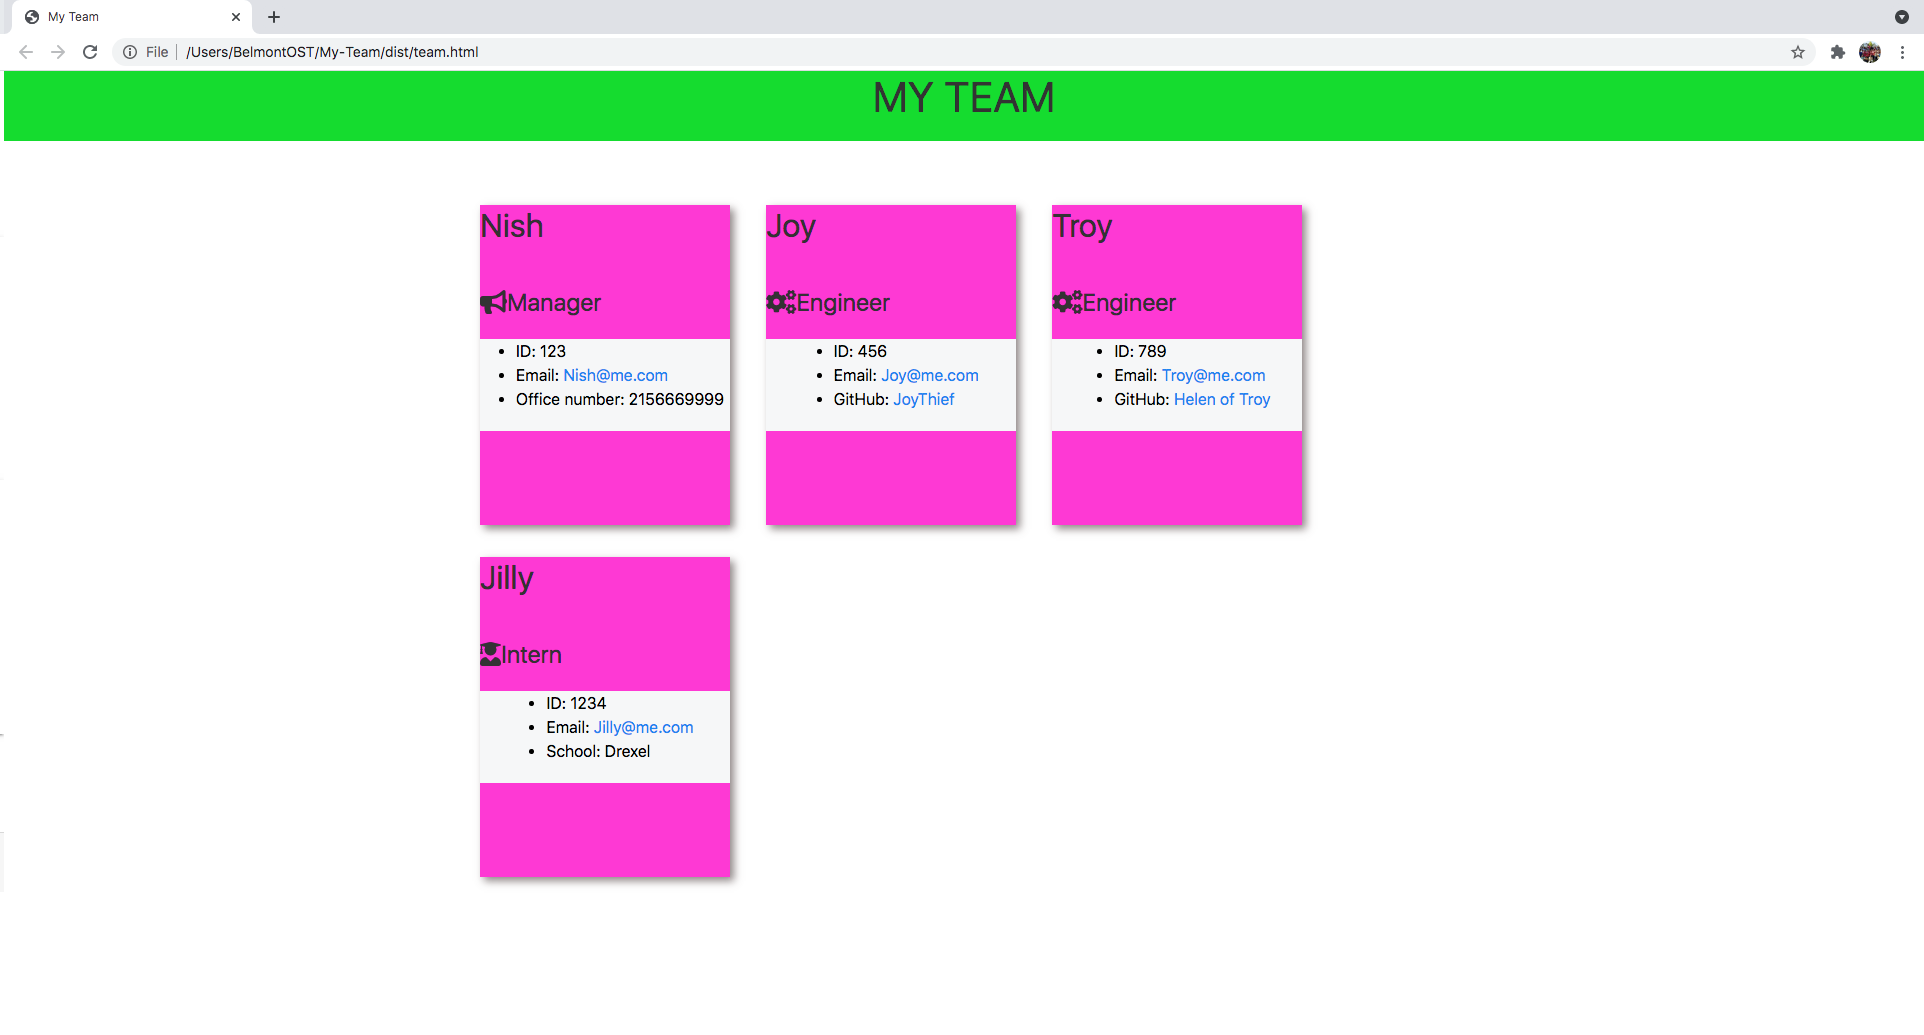 My Team
File /Users/BelmontOST/My-Team/dist/team.html
MY TEAM
Nish
Manager
ID: 123
Email: Nish@me.com
Office number: 2156669999
Joy
Engineer
ID: 456
Email: Joy@me.com
GitHub: JoyThief
Troy
Engineer
ID: 789
Email: Troy@me.com
GitHub: Helen of Troy
Jilly
Intern
ID: 1234
Email: Jilly@me.com
School: Drexel